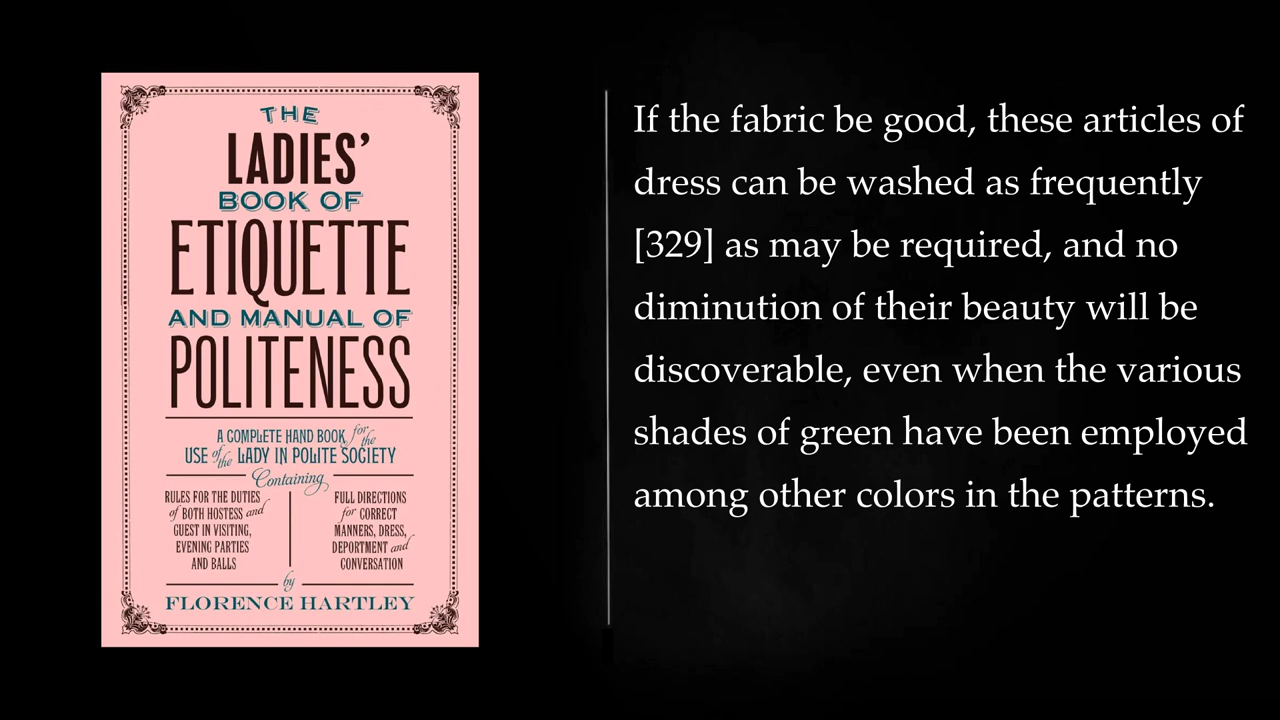 THE
LADIES'
BOOK OF
ETIQUETTE
AND MANUAL OF
POLITENESS
A COMPLETE HAND BOOK for the
USE of the LADY IN POLITE SOCIETY
Containing
RULES FOR THE DUTIES
of BOTH HOSTESS and
GUEST IN VISITING,
EVENING PARTIES
AND BALLS
FULL DIRECTIONS
for CORRECT
MANNERS, DRESS,
DEPORTMENT and
CONVERSATION
by
FLORENCE HARTLEY
If the fabric be good, these articles of
dress can be washed as frequently
[329] as may be required, and no
diminution of their beauty will be
discoverable, even when the various
shades of green have been employed
among other colors in the patterns.